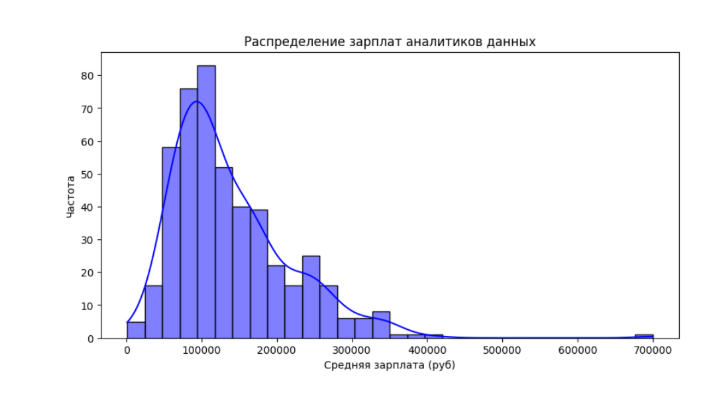 Распределение зарплат аналитиков данных
Частота
80
70
60
50
40
30
20
10
0
0 100000 200000 300000 400000 500000 600000 700000
Средняя зарплата (руб)